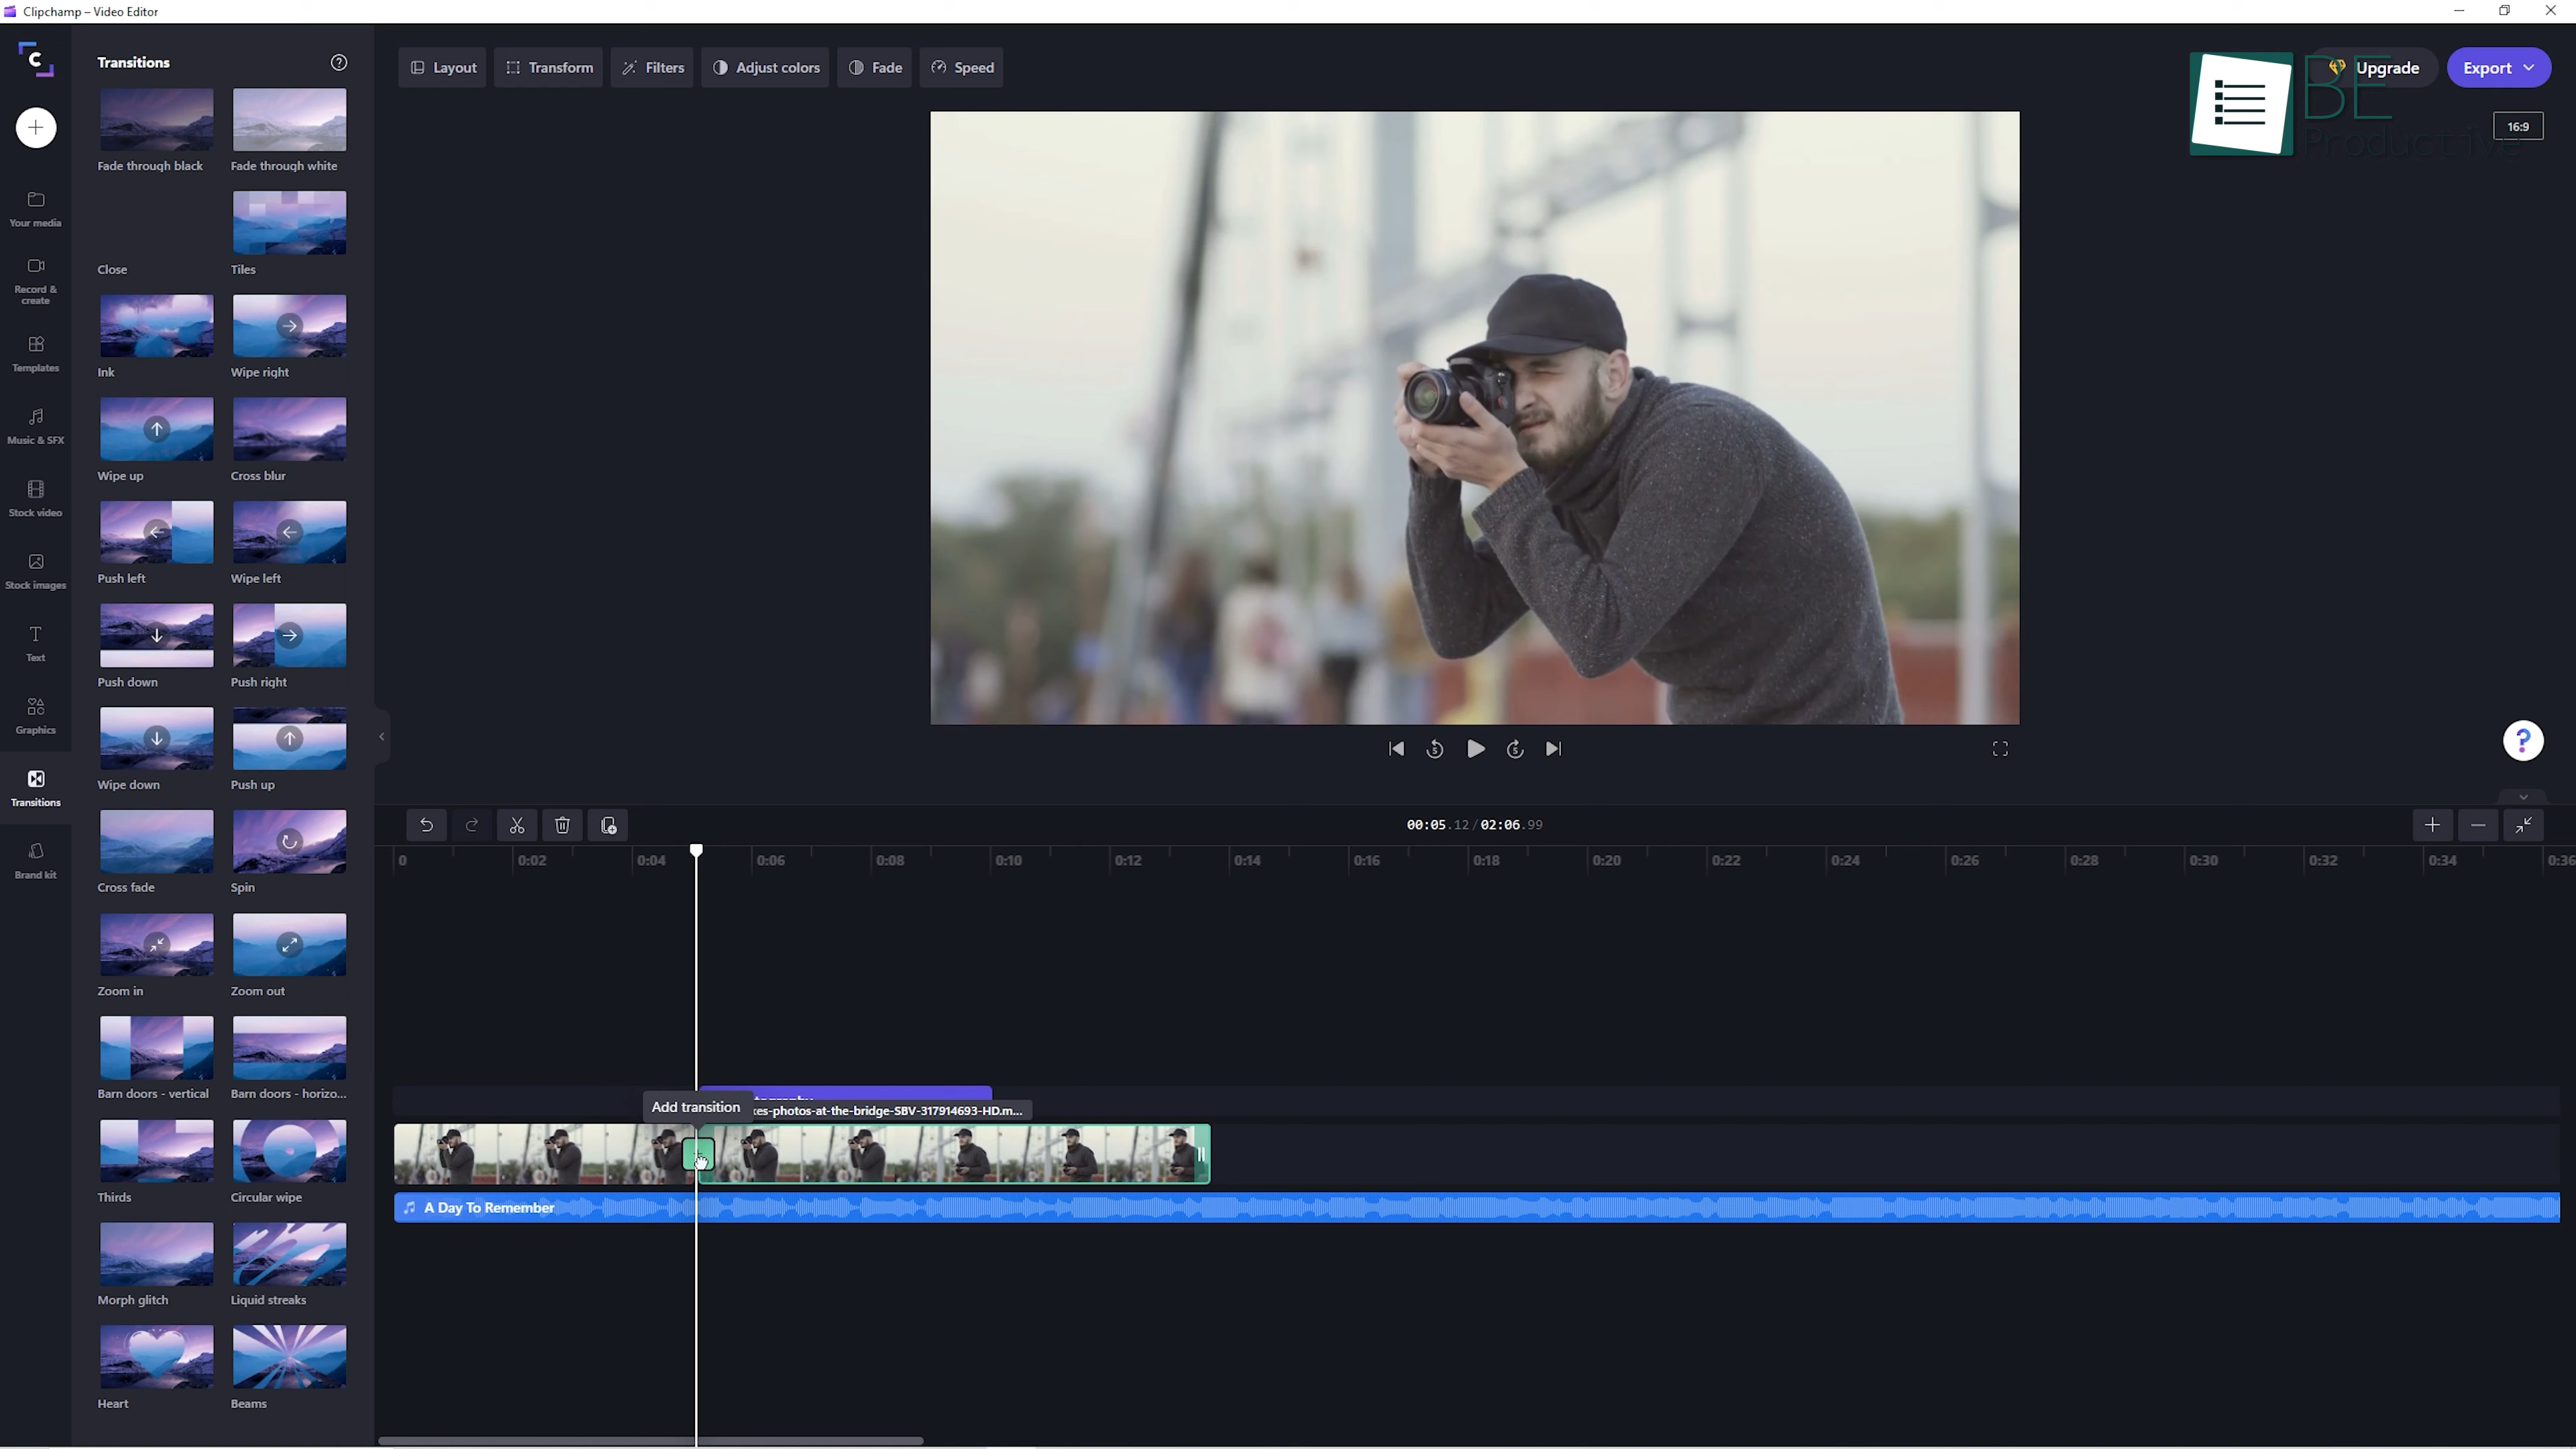 Clipchamp – Video Editor
Transitions
Layout
Transform
Filters
Adjust colors
Fade
Speed
BE
Productive
Upgrade
Export
16:9
Your media
Record &
create
Templates
Music & SFX
Stock video
Stock images
Text
Graphics
Transitions
Brand kit
Fade through black
Fade through white
Close
Tiles
Ink
Wipe right
Wipe up
Cross blur
Push left
Wipe left
Push down
Push right
Wipe down
Push up
Cross fade
Spin
Zoom in
Zoom out
Barn doors - vertical
Barn doors - horizo...
Thirds
Circular wipe
Morph glitch
Liquid streaks
Heart
Beams
5
5
00:05.12/02:06.99
0
0:02
0:04
0:06
0:08
0:10
0:12
0:14
0:16
0:18
0:20
0:22
0:24
0:26
0:28
0:30
0:32
0:34
0:36
Add transition
kes-photos-at-the-bridge-SBV-317914693-HD.m...
A Day To Remember